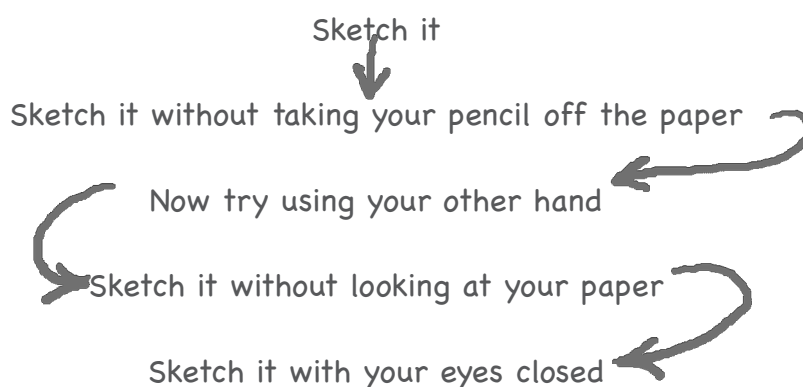 Sketch it
Sketch it without taking your pencil off the paper
Now try using your other hand
Sketch it without looking at your paper
Sketch it with your eyes closed